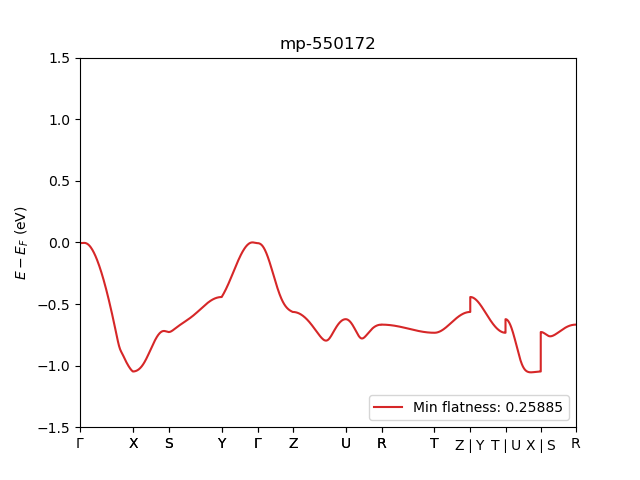 mp-550172
E − E_F (eV)
1.5
1.0
0.5
0.0
−0.5
−1.0
−1.5
Min flatness: 0.25885
Γ X S Y Γ Z U R T Z | Y T | U X | S R